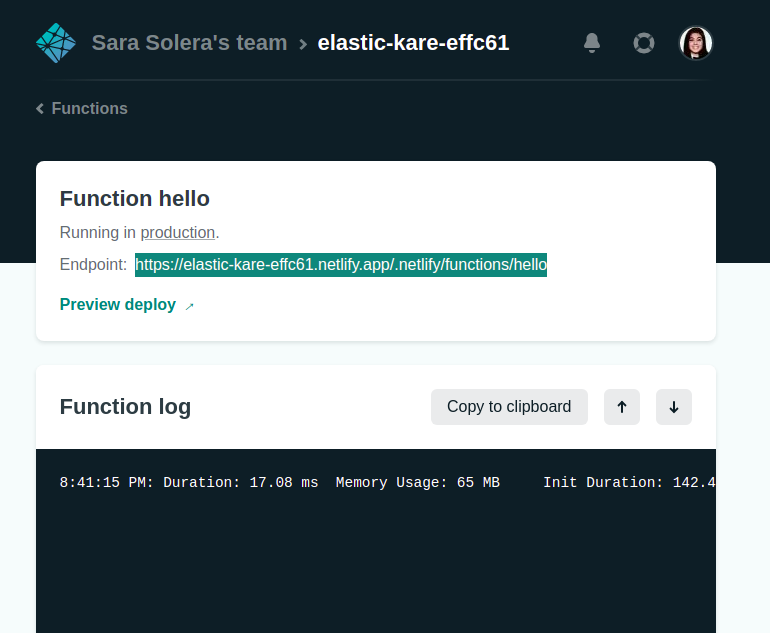 Sara Solera's team › elastic-kare-effc61
Functions
Function hello
Running in production.
Endpoint: https://elastic-kare-effc61.netlify.app/.netlify/functions/hello
Preview deploy
Function log
Copy to clipboard
8:41:15 PM: Duration: 17.08 ms Memory Usage: 65 MB Init Duration: 142.4